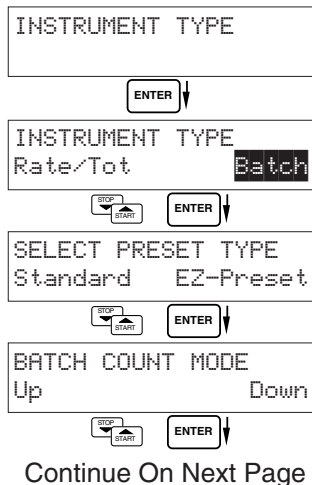 INSTRUMENT TYPE
ENTER
INSTRUMENT TYPE
Rate/Tot Batch
STOP
START
ENTER
SELECT PRESET TYPE
Standard EZ-Preset
STOP
START
ENTER
BATCH COUNT MODE
Up Down
STOP
START
ENTER
Continue On Next Page